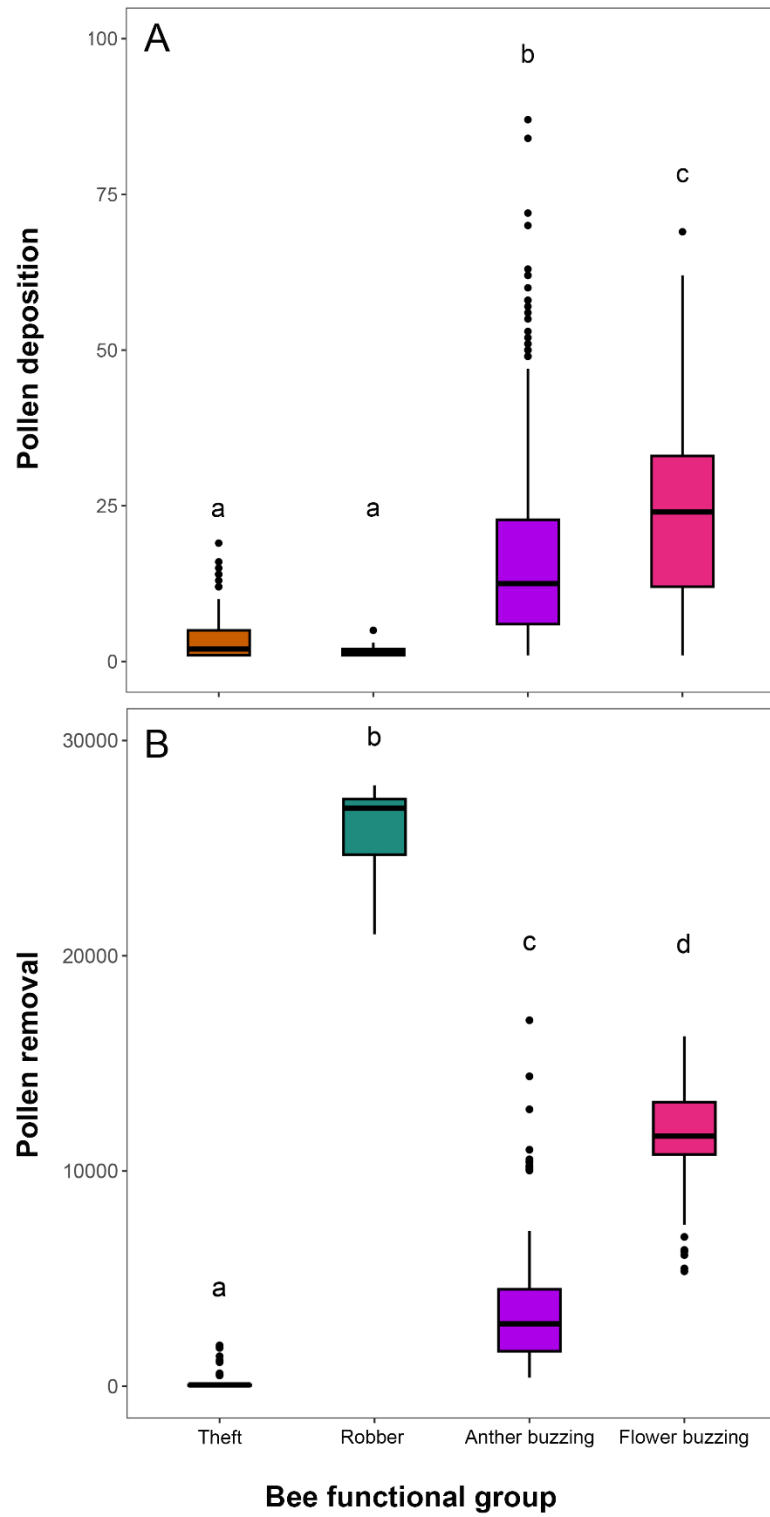 A
100
75
50
25
0
Pollen deposition
a
a
b
c
B
30000
20000
10000
0
Pollen removal
a
b
c
d
Theft
Robber
Anther buzzing
Flower buzzing
Bee functional group